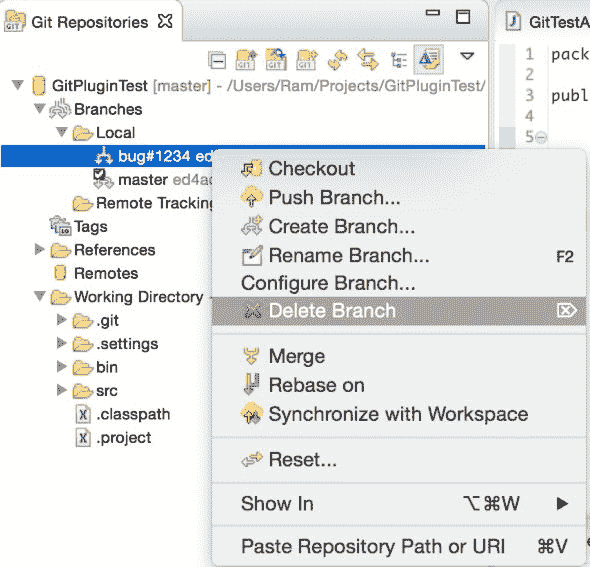 Git Repositories
GitTestA
GitPluginTest [master] - /Users/Ram/Projects/GitPluginTest/
Branches
Local
bug#1234 ed
master
Remote Tracking
Tags
References
Remotes
Working Directory -
.git
.settings
bin
src
.classpath
.project
Checkout
Push Branch...
Create Branch...
Rename Branch... F2
Configure Branch...
Delete Branch
Merge
Rebase on
Synchronize with Workspace
Reset...
Show In ⌥⌘W
Paste Repository Path or URI ⌘V
1 pack
2
3 publ
4
5